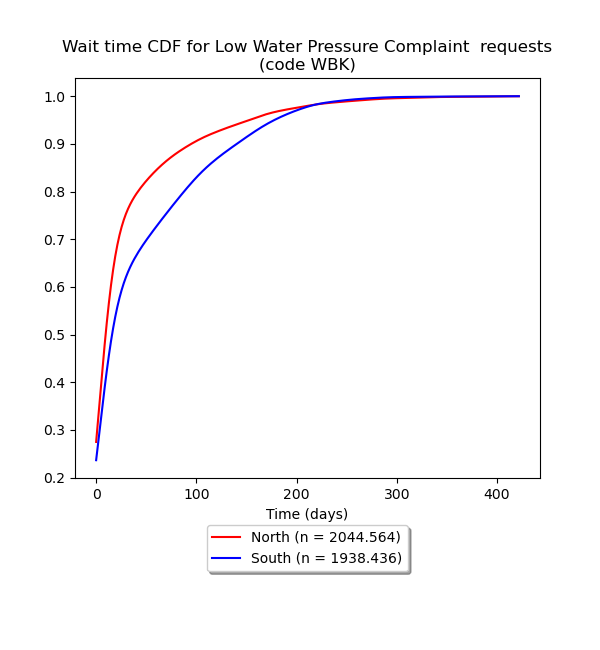 Wait time CDF for Low Water Pressure Complaint  requests
(code WBK)
1.0
0.9
0.8
0.7
0.6
0.5
0.4
0.3
0.2
0 100 200 300 400
Time (days)
North (n = 2044.564)
South (n = 1938.436)